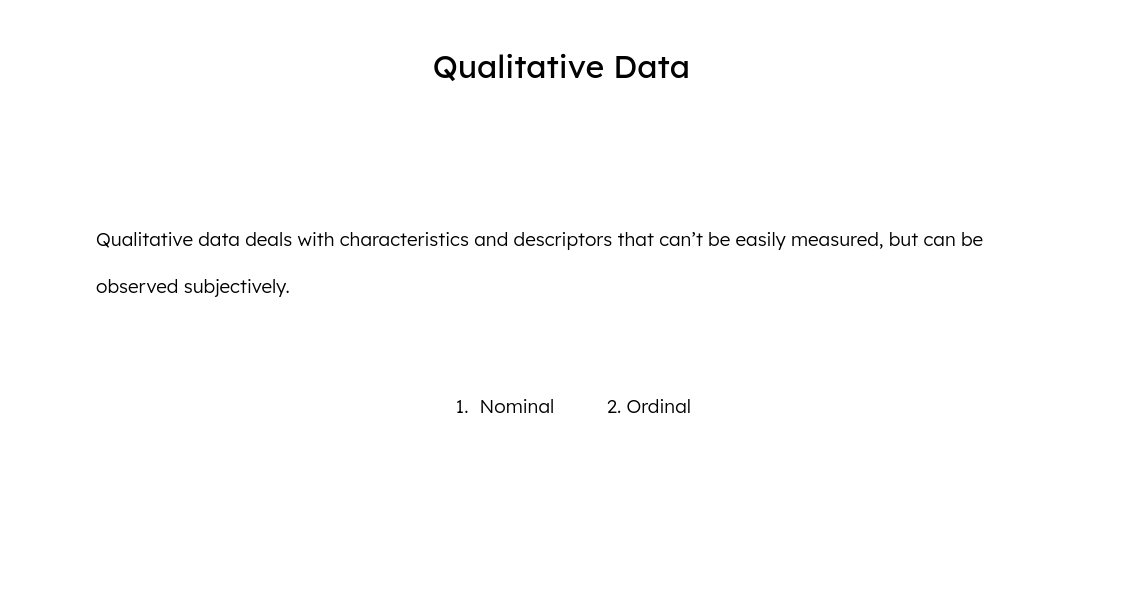 Qualitative Data
Qualitative data deals with characteristics and descriptors that can’t be easily measured, but can be
observed subjectively.
1. Nominal 2. Ordinal